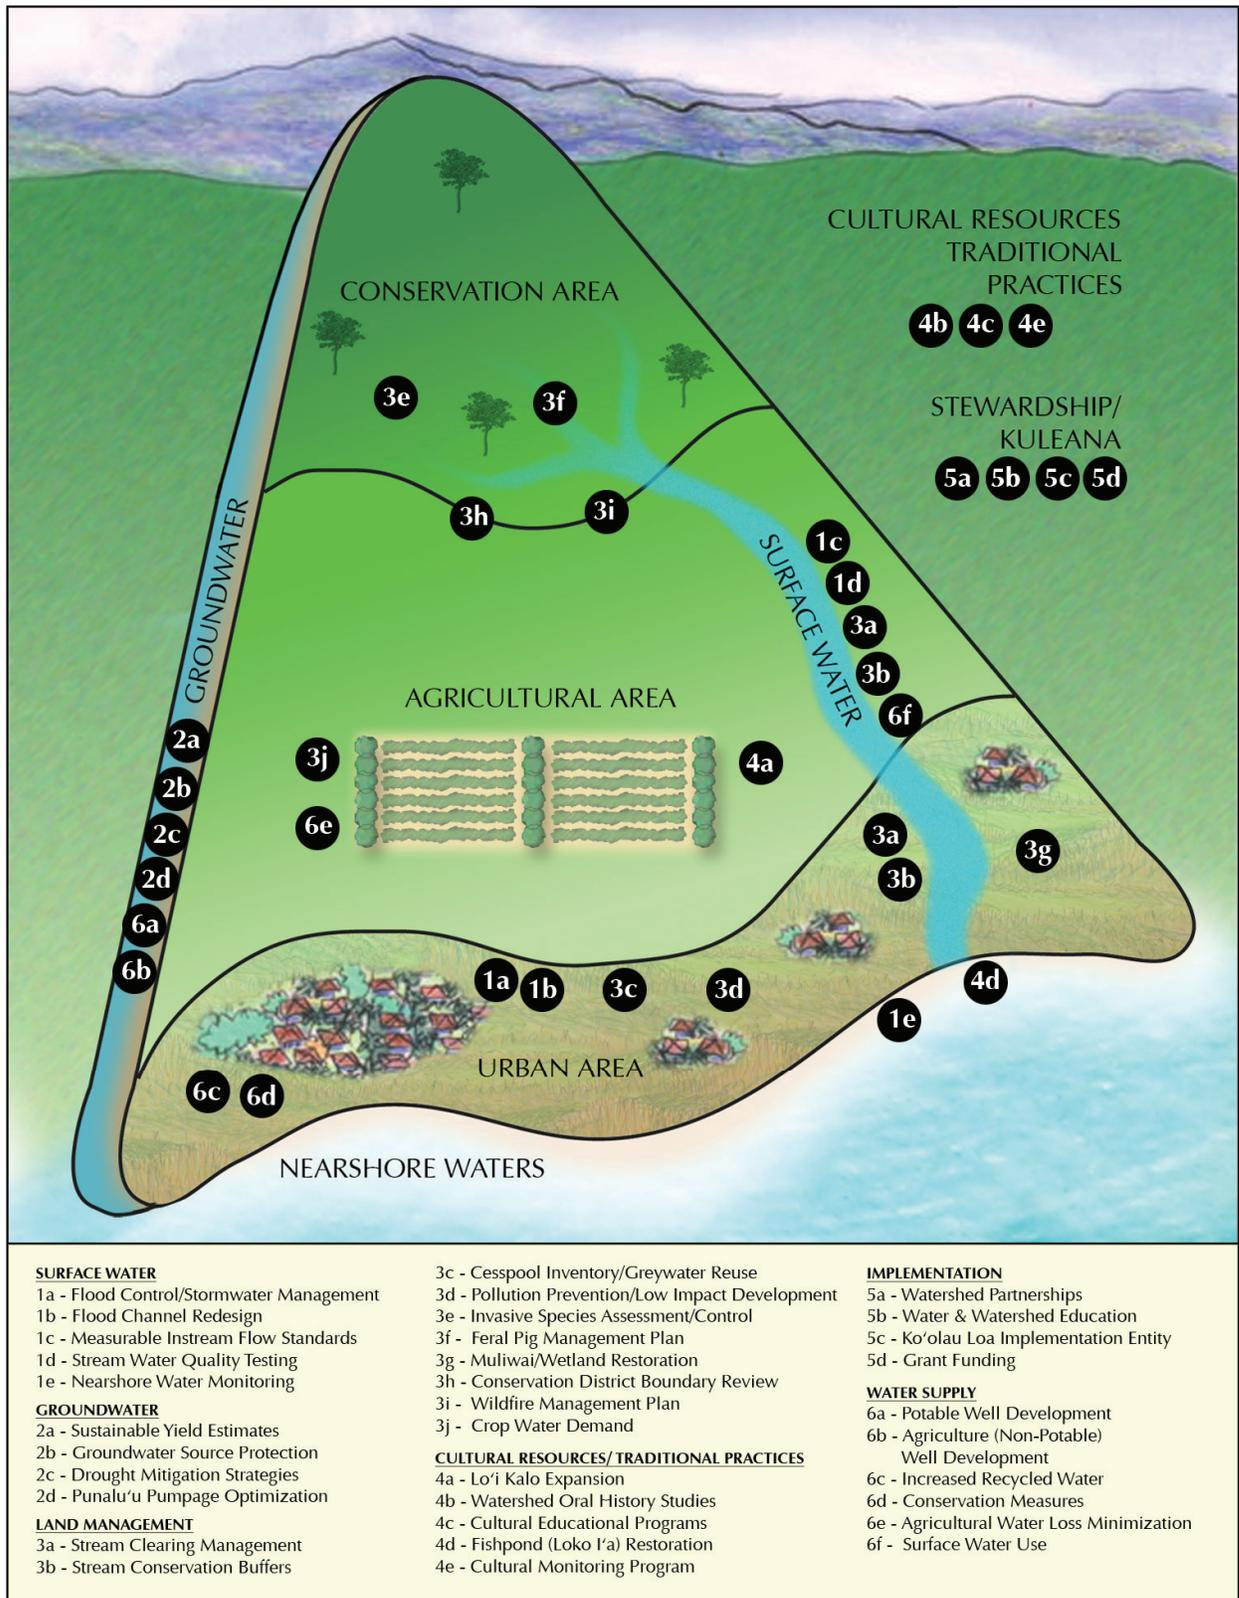 CULTURAL RESOURCES
TRADITIONAL
PRACTICES
4b 4c 4e
CONSERVATION AREA
3e 3f
STEWARDSHIP/
KULEANA
5a 5b 5c 5d
3h 3i
GROUNDWATER
SURFACE WATER
1c
1d
3a
3b
6f
AGRICULTURAL AREA
2a
2b
2c
2d
6a
6b
3j
6e
4a
3a
3b
3g
1a 1b 3c 3d
4d
1e
URBAN AREA
6c 6d
NEARSHORE WATERS
SURFACE WATER
1a - Flood Control/Stormwater Management
1b - Flood Channel Redesign
1c - Measurable Instream Flow Standards
1d - Stream Water Quality Testing
1e - Nearshore Water Monitoring
GROUNDWATER
2a - Sustainable Yield Estimates
2b - Groundwater Source Protection
2c - Drought Mitigation Strategies
2d - Punalu‘u Pumpage Optimization
LAND MANAGEMENT
3a - Stream Clearing Management
3b - Stream Conservation Buffers
3c - Cesspool Inventory/Greywater Reuse
3d - Pollution Prevention/Low Impact Development
3e - Invasive Species Assessment/Control
3f - Feral Pig Management Plan
3g - Muliwai/Wetland Restoration
3h - Conservation District Boundary Review
3i - Wildfire Management Plan
3j - Crop Water Demand
CULTURAL RESOURCES/ TRADITIONAL PRACTICES
4a - Lo‘i Kalo Expansion
4b - Watershed Oral History Studies
4c - Cultural Educational Programs
4d - Fishpond (Loko I‘a) Restoration
4e - Cultural Monitoring Program
IMPLEMENTATION
5a - Watershed Partnerships
5b - Water & Watershed Education
5c - Ko‘olau Loa Implementation Entity
5d - Grant Funding
WATER SUPPLY
6a - Potable Well Development
6b - Agriculture (Non-Potable)
Well Development
6c - Increased Recycled Water
6d - Conservation Measures
6e - Agricultural Water Loss Minimization
6f - Surface Water Use